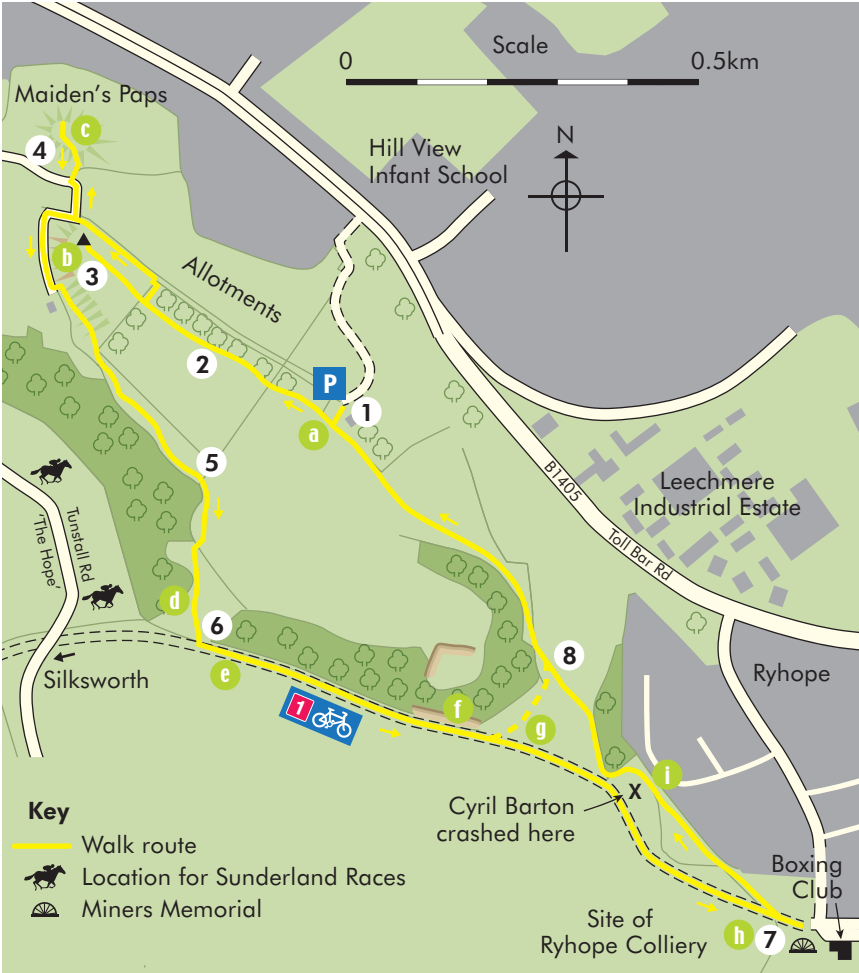 Scale
0 0.5km
Maiden's Paps
c
4
N
Hill View
Infant School
b
3
Allotments
2
P
1
a
5
B1405
Leechmere
Industrial Estate
Toll Bar Rd
Tunstall Rd
'The Hope'
d
6
8
Silksworth
e
Ryhope
1
f
g
i
X
Cyril Barton
crashed here
Key
Walk route
Location for Sunderland Races
Miners Memorial
Boxing
Club
Site of
Ryhope Colliery
h
7